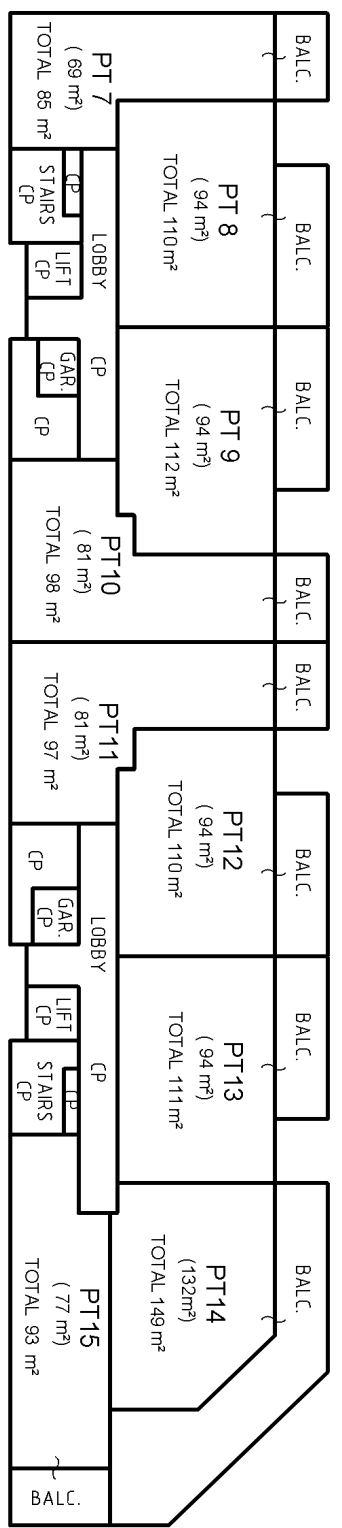 BALC.
PT 7
( 69 m²)
TOTAL 85 m²
BALC.
PT 8
( 94 m²)
TOTAL 110 m²
CP
STAIRS
CP
LIFT
CP
LOBBY
CP
GAR.
CP
CP
BALC.
PT 9
( 94 m²)
TOTAL 112 m²
BALC.
PT10
( 81 m²)
TOTAL 98 m²
BALC.
PT11
( 81 m²)
TOTAL 97 m²
BALC.
PT12
( 94 m²)
TOTAL 110 m²
CP
GAR.
CP
LOBBY
CP
LIFT
CP
STAIRS
CP
CP
BALC.
PT13
( 94 m²)
TOTAL 111 m²
BALC.
PT14
(132m²)
TOTAL 149 m²
PT15
( 77 m²)
TOTAL 93 m²
BALC.